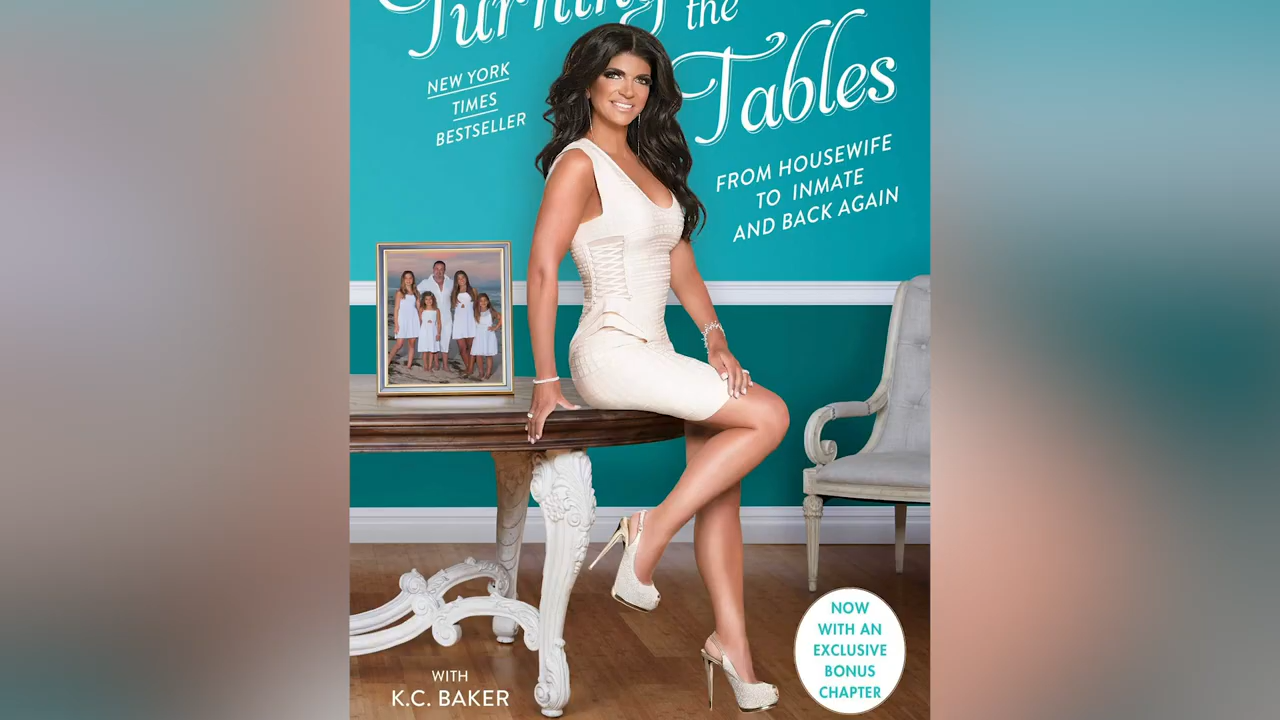 Turning
the
Tables
NEW YORK
TIMES
BESTSELLER
FROM HOUSEWIFE
TO INMATE
AND BACK AGAIN
WITH
K.C. BAKER
NOW
WITH AN
EXCLUSIVE
BONUS
CHAPTER